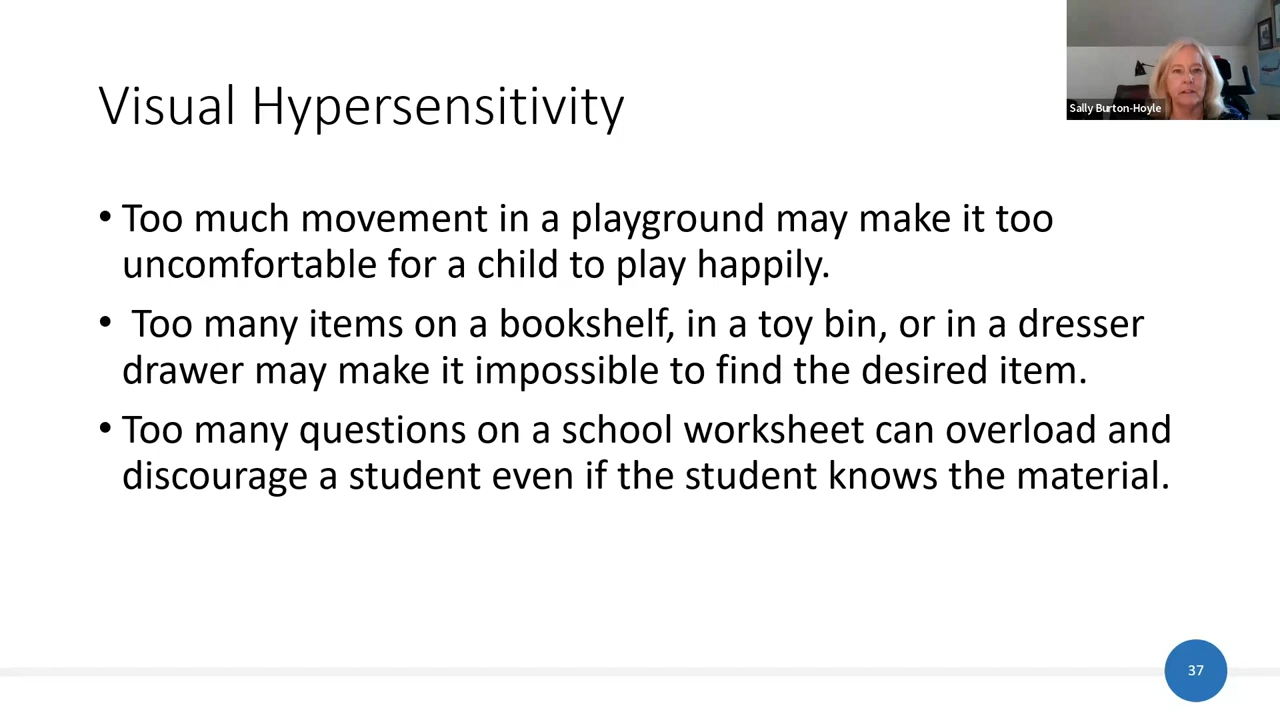 Sally Burton-Hoyle
Visual Hypersensitivity
• Too much movement in a playground may make it too
uncomfortable for a child to play happily.
• Too many items on a bookshelf, in a toy bin, or in a dresser
drawer may make it impossible to find the desired item.
• Too many questions on a school worksheet can overload and
discourage a student even if the student knows the material.
37